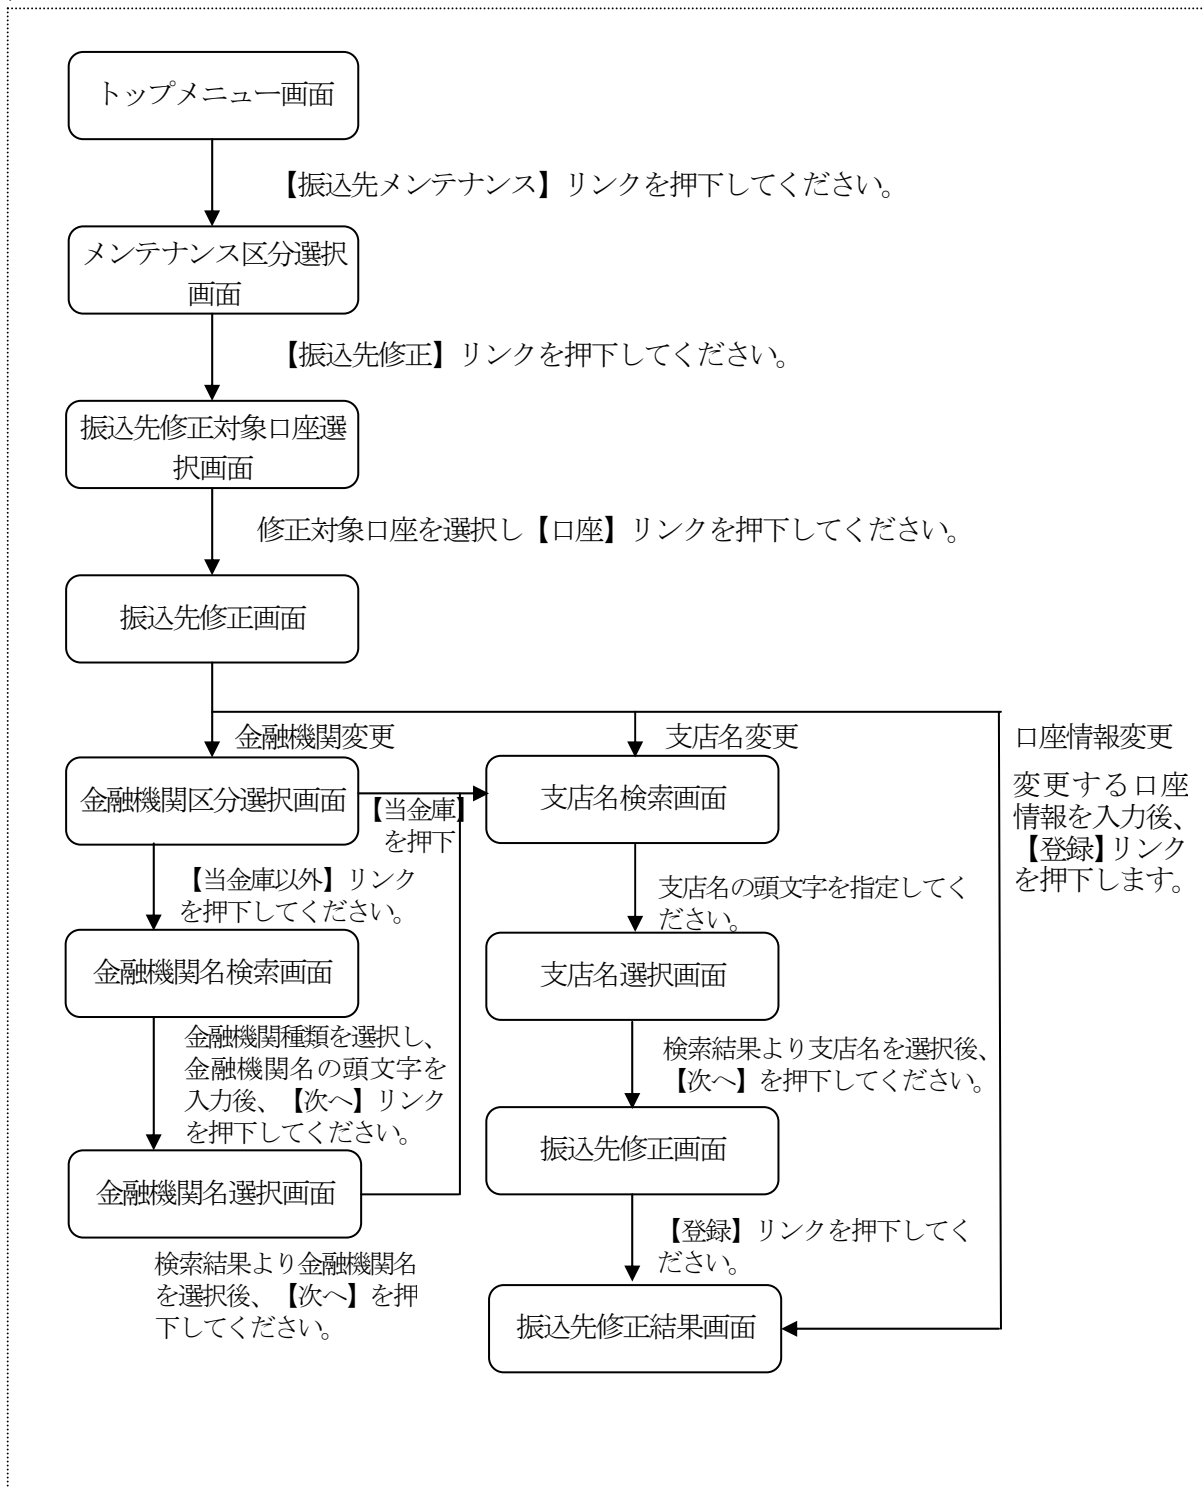 トップメニュー画面
【振込先メンテナンス】リンクを押下してください。
メンテナンス区分選択
画面
【振込先修正】リンクを押下してください。
振込先修正対象口座選
択画面
修正対象口座を選択し【口座】リンクを押下してください。
振込先修正画面
金融機関変更
支店名変更
口座情報変更
変更する口座
情報を入力後、
【登録】リンク
を押下します。
金融機関区分選択画面
【当金庫】
を押下
支店名検索画面
【当金庫以外】リンク
を押下してください。
支店名の頭文字を指定してく
ださい。
金融機関名検索画面
支店名選択画面
金融機関種類を選択し、
金融機関名の頭文字を
入力後、【次へ】リンク
を押下してください。
検索結果より支店名を選択後、
【次へ】を押下してください。
金融機関名選択画面
振込先修正画面
検索結果より金融機関名
を選択後、【次へ】を押
下してください。
【登録】リンクを押下してく
ださい。
振込先修正結果画面